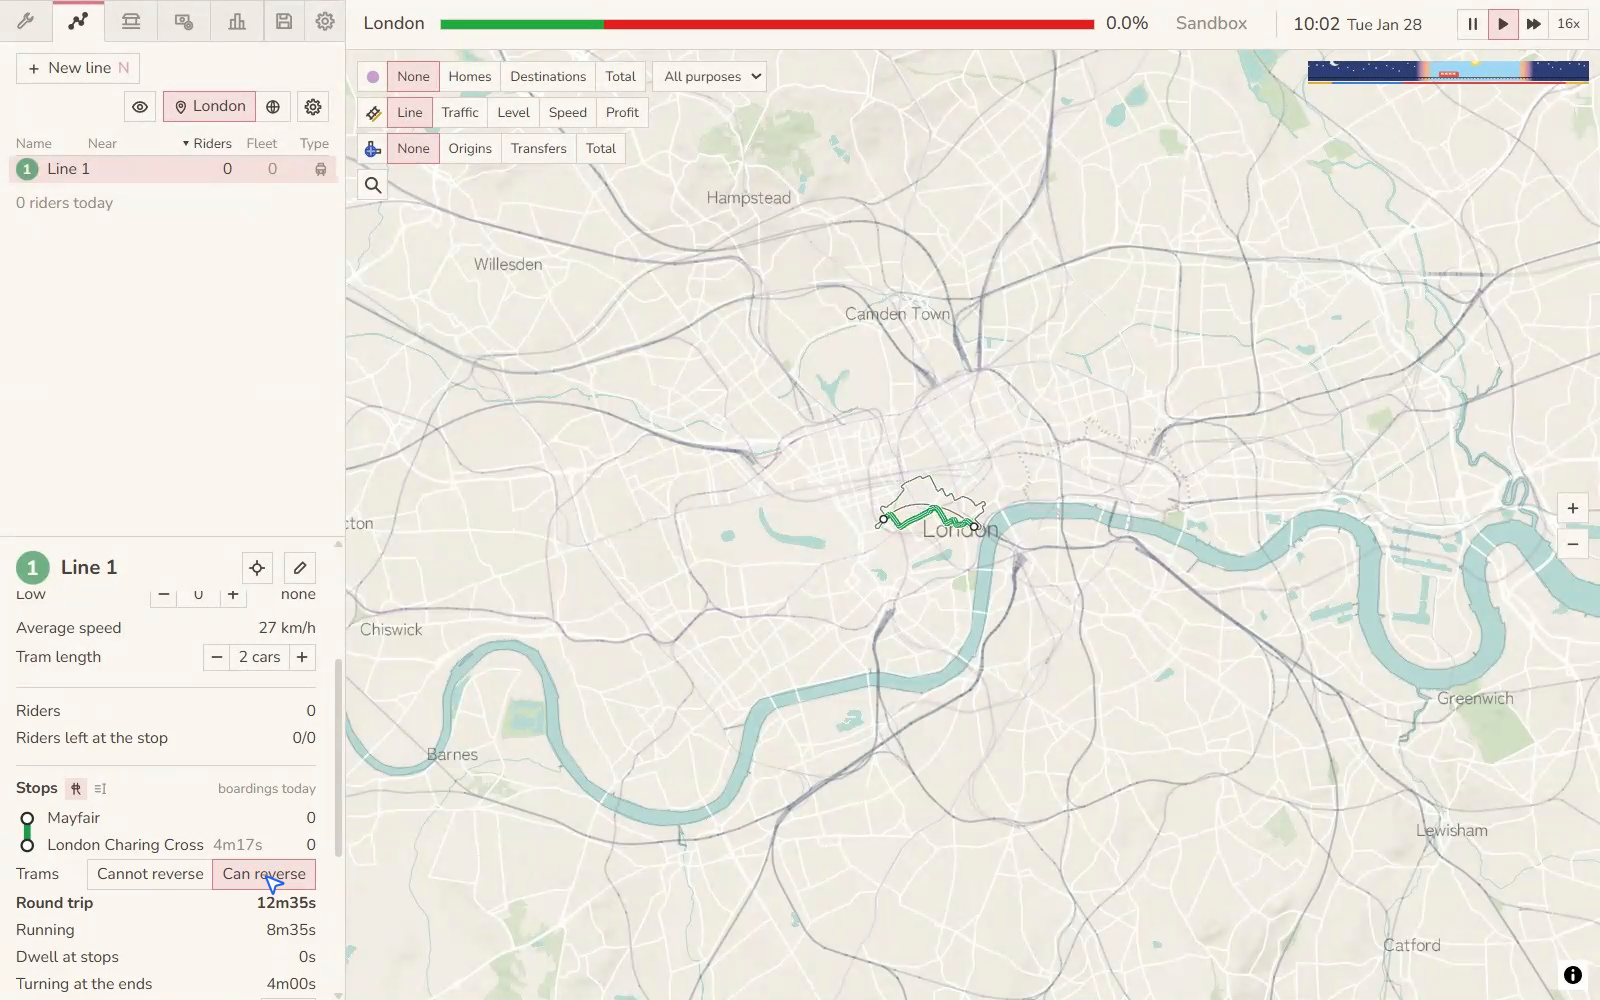 London 0.0% Sandbox 10:02 Tue Jan 28 16x
+ New line N
London
Name Near ▾ Riders Fleet Type
1 Line 1 0 0
0 riders today
None Homes Destinations Total All purposes
Line Traffic Level Speed Profit
None Origins Transfers Total
Hampstead
Willesden
Camden Town
cton
London
Chiswick
Barnes
Greenwich
Lewisham
Catford
+
−
1 Line 1
Low − 0 + none
Average speed 27 km/h
Tram length − 2 cars +
Riders 0
Riders left at the stop 0/0
Stops boardings today
Mayfair 0
London Charing Cross 4m17s 0
Trams Cannot reverse Can reverse
Round trip 12m35s
Running 8m35s
Dwell at stops 0s
Turning at the ends 4m00s